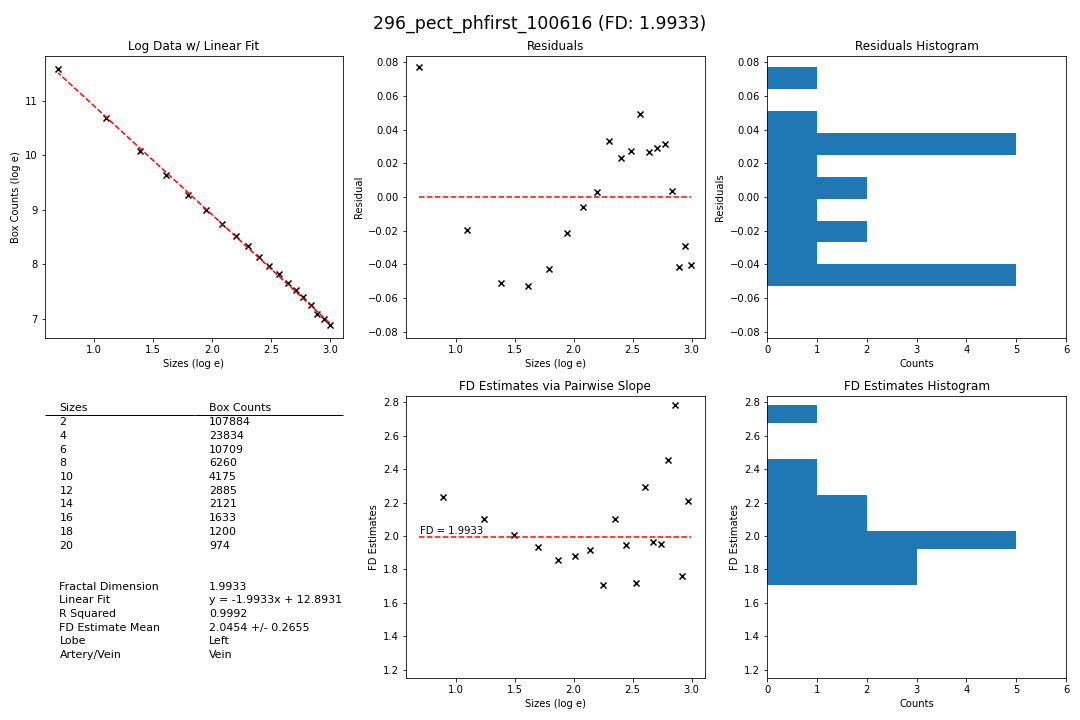 296_pect_phfirst_100616 (FD: 1.9933)
Log Data w/ Linear Fit
Box Counts (log e)
11
10
9
8
7
1.0 1.5 2.0 2.5 3.0
Sizes (log e)
Residuals
Residual
0.08
0.06
0.04
0.02
0.00
−0.02
−0.04
−0.06
−0.08
1.0 1.5 2.0 2.5 3.0
Sizes (log e)
Residuals Histogram
Residuals
0.08
0.06
0.04
0.02
0.00
−0.02
−0.04
−0.06
−0.08
0 1 2 3 4 5 6
Counts
Sizes Box Counts
2 107884
4 23834
6 10709
8 6260
10 4175
12 2885
14 2121
16 1633
18 1200
20 974
Fractal Dimension 1.9933
Linear Fit y = -1.9933x + 12.8931
R Squared 0.9992
FD Estimate Mean 2.0454 +/- 0.2655
Lobe Left
Artery/Vein Vein
FD Estimates via Pairwise Slope
FD Estimates
2.8
2.6
2.4
2.2
2.0
1.8
1.6
1.4
1.2
FD = 1.9933
1.0 1.5 2.0 2.5 3.0
Sizes (log e)
FD Estimates Histogram
FD Estimates
2.8
2.6
2.4
2.2
2.0
1.8
1.6
1.4
1.2
0 1 2 3 4 5 6
Counts